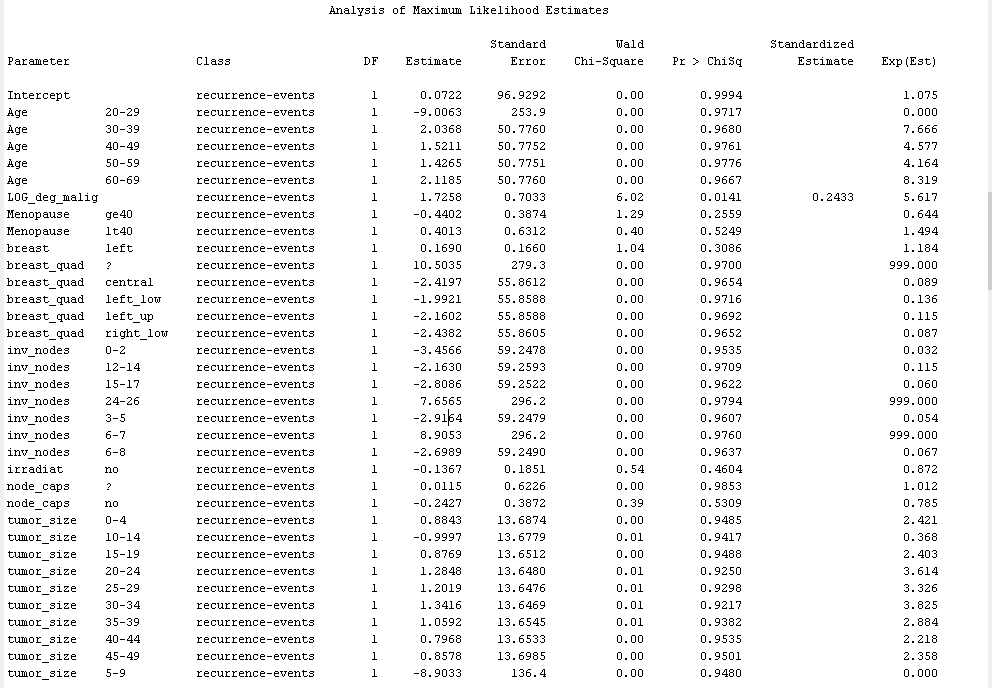 Analysis of Maximum Likelihood Estimates
Standard Wald Standardized
Parameter Class DF Estimate Error Chi-Square Pr > ChiSq Estimate Exp(Est)
Intercept recurrence-events 1 0.0722 96.9292 0.00 0.9994 1.075
Age 20-29 recurrence-events 1 -9.0063 253.9 0.00 0.9717 0.000
Age 30-39 recurrence-events 1 2.0368 50.7760 0.00 0.9680 7.666
Age 40-49 recurrence-events 1 1.5211 50.7752 0.00 0.9761 4.577
Age 50-59 recurrence-events 1 1.4265 50.7751 0.00 0.9776 4.164
Age 60-69 recurrence-events 1 2.1185 50.7760 0.00 0.9667 8.319
LOG_deg_malig recurrence-events 1 1.7258 0.7033 6.02 0.0141 0.2433 5.617
Menopause ge40 recurrence-events 1 -0.4402 0.3874 1.29 0.2559 0.644
Menopause lt40 recurrence-events 1 0.4013 0.6312 0.40 0.5249 1.494
breast left recurrence-events 1 0.1690 0.1660 1.04 0.3086 1.184
breast_quad ? recurrence-events 1 10.5035 279.3 0.00 0.9700 999.000
breast_quad central recurrence-events 1 -2.4197 55.8612 0.00 0.9654 0.089
breast_quad left_low recurrence-events 1 -1.9921 55.8588 0.00 0.9716 0.136
breast_quad left_up recurrence-events 1 -2.1602 55.8588 0.00 0.9692 0.115
breast_quad right_low recurrence-events 1 -2.4382 55.8605 0.00 0.9652 0.087
inv_nodes 0-2 recurrence-events 1 -3.4566 59.2478 0.00 0.9535 0.032
inv_nodes 12-14 recurrence-events 1 -2.1630 59.2593 0.00 0.9709 0.115
inv_nodes 15-17 recurrence-events 1 -2.8086 59.2522 0.00 0.9622 0.060
inv_nodes 24-26 recurrence-events 1 7.6565 296.2 0.00 0.9794 999.000
inv_nodes 3-5 recurrence-events 1 -2.9164 59.2479 0.00 0.9607 0.054
inv_nodes 6-7 recurrence-events 1 8.9053 296.2 0.00 0.9760 999.000
inv_nodes 6-8 recurrence-events 1 -2.6989 59.2490 0.00 0.9637 0.067
irradiat no recurrence-events 1 -0.1367 0.1851 0.54 0.4604 0.872
node_caps ? recurrence-events 1 0.0115 0.6226 0.00 0.9853 1.012
node_caps no recurrence-events 1 -0.2427 0.3872 0.39 0.5309 0.785
tumor_size 0-4 recurrence-events 1 0.8843 13.6874 0.00 0.9485 2.421
tumor_size 10-14 recurrence-events 1 -0.9997 13.6779 0.01 0.9417 0.368
tumor_size 15-19 recurrence-events 1 0.8769 13.6512 0.00 0.9488 2.403
tumor_size 20-24 recurrence-events 1 1.2848 13.6480 0.01 0.9250 3.614
tumor_size 25-29 recurrence-events 1 1.2019 13.6476 0.01 0.9298 3.326
tumor_size 30-34 recurrence-events 1 1.3416 13.6469 0.01 0.9217 3.825
tumor_size 35-39 recurrence-events 1 1.0592 13.6545 0.01 0.9382 2.884
tumor_size 40-44 recurrence-events 1 0.7968 13.6533 0.00 0.9535 2.218
tumor_size 45-49 recurrence-events 1 0.8578 13.6985 0.00 0.9501 2.358
tumor_size 5-9 recurrence-events 1 -8.9033 136.4 0.00 0.9480 0.000